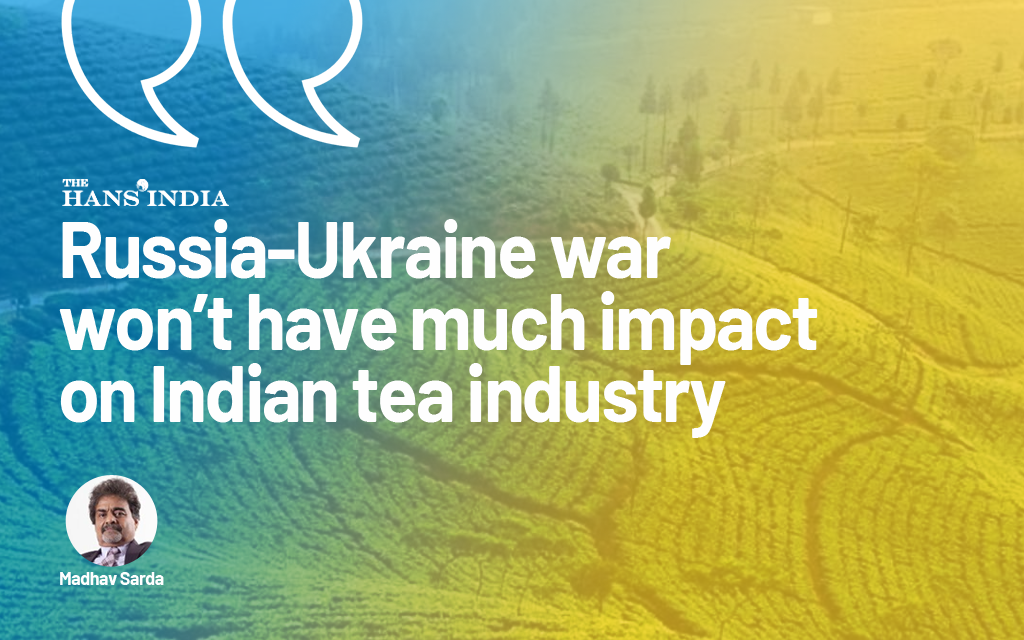 THE
HANS INDIA
Russia-Ukraine war
won't have much impact
on Indian tea industry
Madhav Sarda